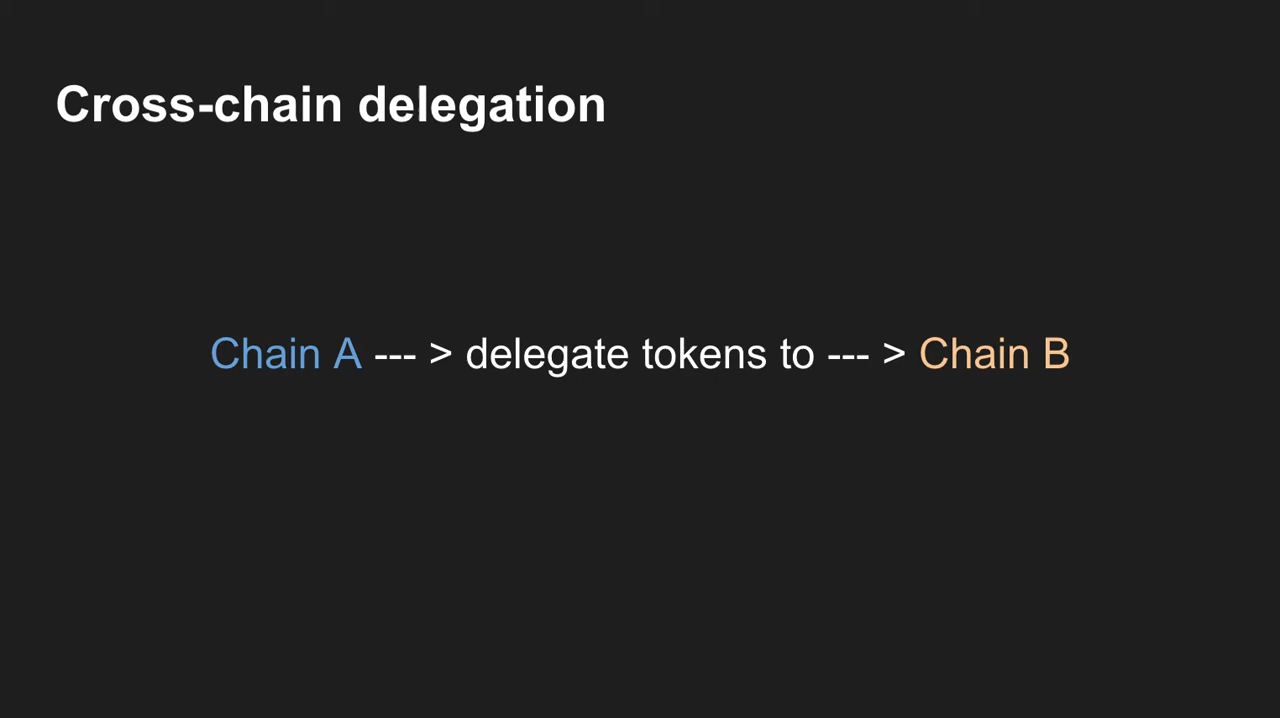 Cross-chain delegation
Chain A --- > delegate tokens to --- > Chain B